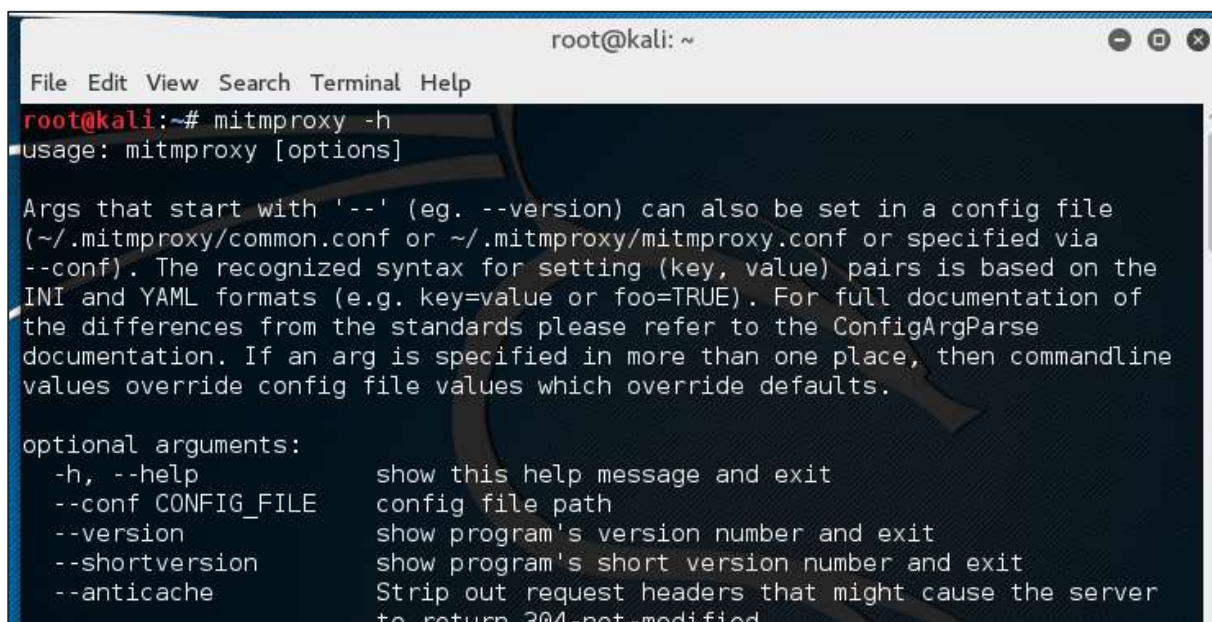 root@kali: ~
File Edit View Search Terminal Help
root@kali:~# mitmproxy -h
usage: mitmproxy [options]
Args that start with '--' (eg. --version) can also be set in a config file
(~/.mitmproxy/common.conf or ~/.mitmproxy/mitmproxy.conf or specified via
--conf). The recognized syntax for setting (key, value) pairs is based on the
INI and YAML formats (e.g. key=value or foo=TRUE). For full documentation of
the differences from the standards please refer to the ConfigArgParse
documentation. If an arg is specified in more than one place, then commandline
values override config file values which override defaults.
optional arguments:
-h, --help show this help message and exit
--conf CONFIG_FILE config file path
--version show program's version number and exit
--shortversion show program's short version number and exit
--anticache Strip out request headers that might cause the server
to return 304-not-modified